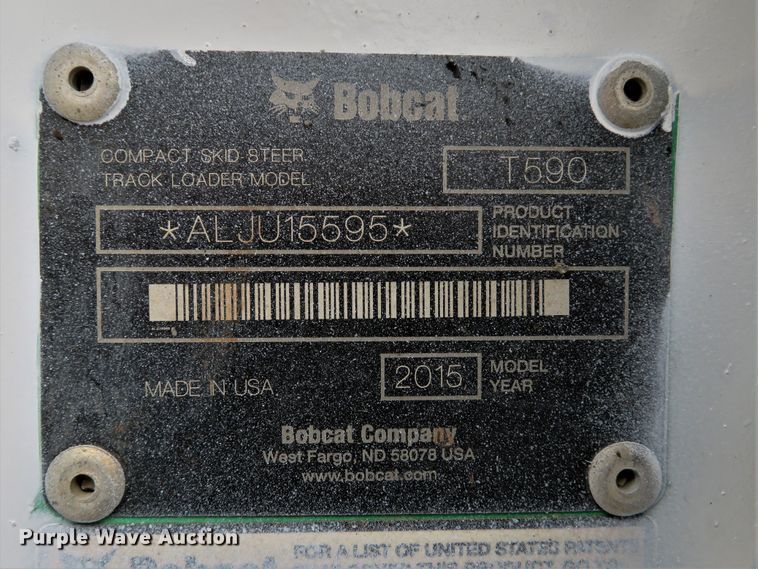 Bobcat
COMPACT SKID-STEER
TRACK LOADER MODEL
T590
*ALJU15595*
PRODUCT
IDENTIFICATION
NUMBER
MADE IN USA
2015
MODEL
YEAR
Bobcat Company
West Fargo, ND 58078 USA
www.bobcat.com
Purple Wave Auction
Bobcat
FOR A LIST OF UNITED STATES PATENTS